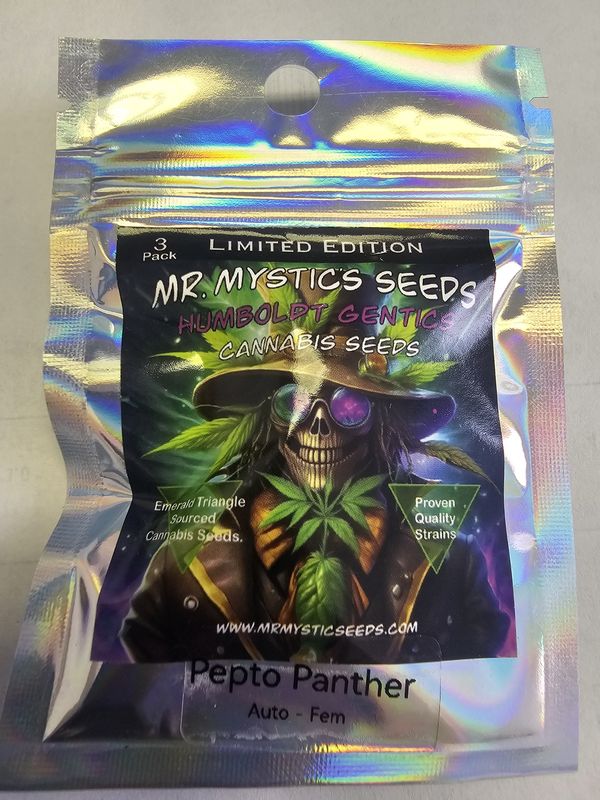 3
Pack
LIMITED EDITION
MR. MYSTIC'S SEEDS
HUMBOLDT GENTICS
CANNABIS SEEDS
Emerald Triangle
Sourced
Cannabis Seeds.
Proven
Quality
Strains
WWW.MRMYSTICSEEDS.COM
Pepto Panther
Auto - Fem